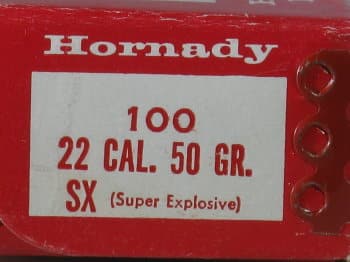 Hornady
100
22 CAL. 50 GR.
SX (Super Explosive)